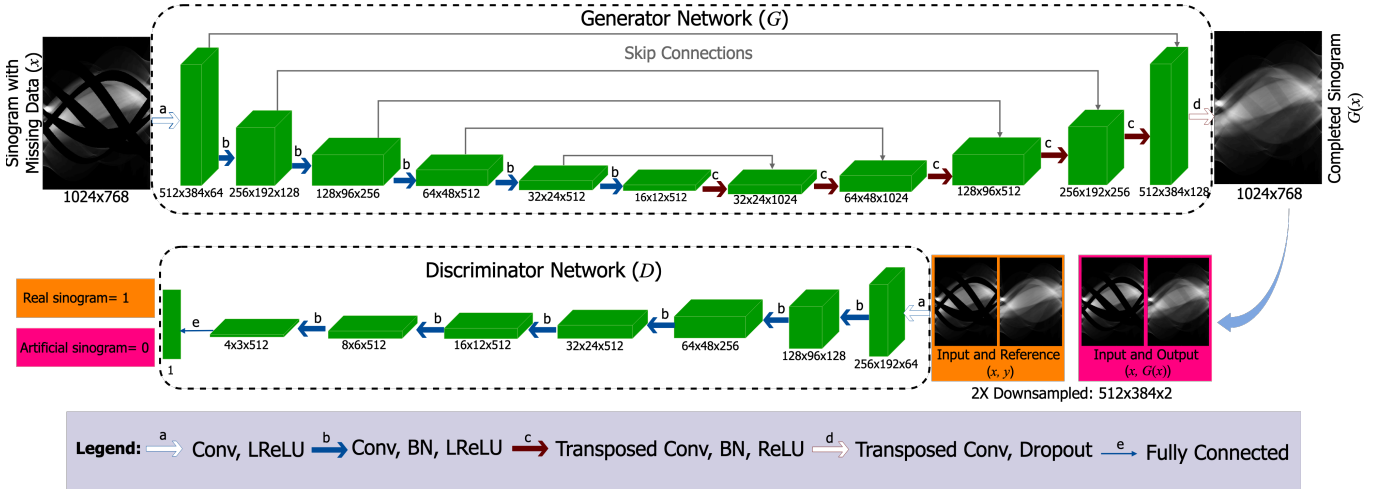 Generator Network (G)
Skip Connections
Sinogram with
Missing Data (x)
1024x768
a
512x384x64
b
256x192x128
b
128x96x256
b
64x48x512
b
32x24x512
b
16x12x512
c
32x24x1024
c
64x48x1024
c
128x96x512
c
256x192x256
c
512x384x128
d
1024x768
Completed Sinogram
G(x)
Discriminator Network (D)
Real sinogram= 1
Artificial sinogram= 0
1
e
4x3x512
b
8x6x512
b
16x12x512
b
32x24x512
b
64x48x256
b
128x96x128
b
256x192x64
a
Input and Reference
(x, y)
Input and Output
(x, G(x))
2X Downsampled: 512x384x2
Legend: a Conv, LReLU b Conv, BN, LReLU c Transposed Conv, BN, ReLU d Transposed Conv, Dropout e Fully Connected